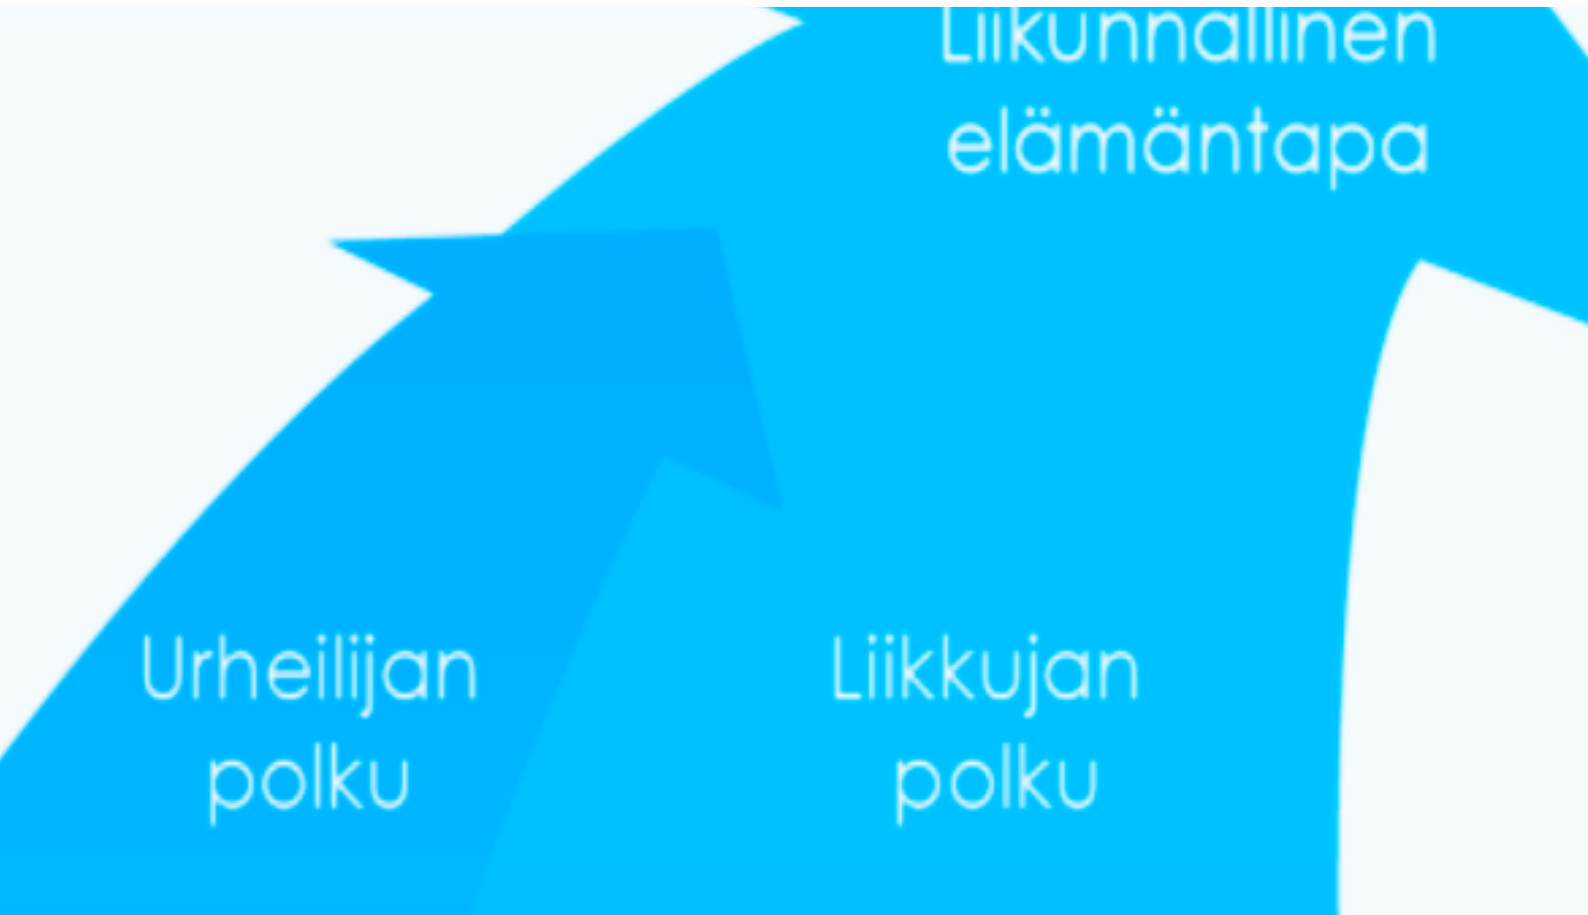 Liikunnallinen
elämäntapa
Urheilijan
polku
Liikkujan
polku